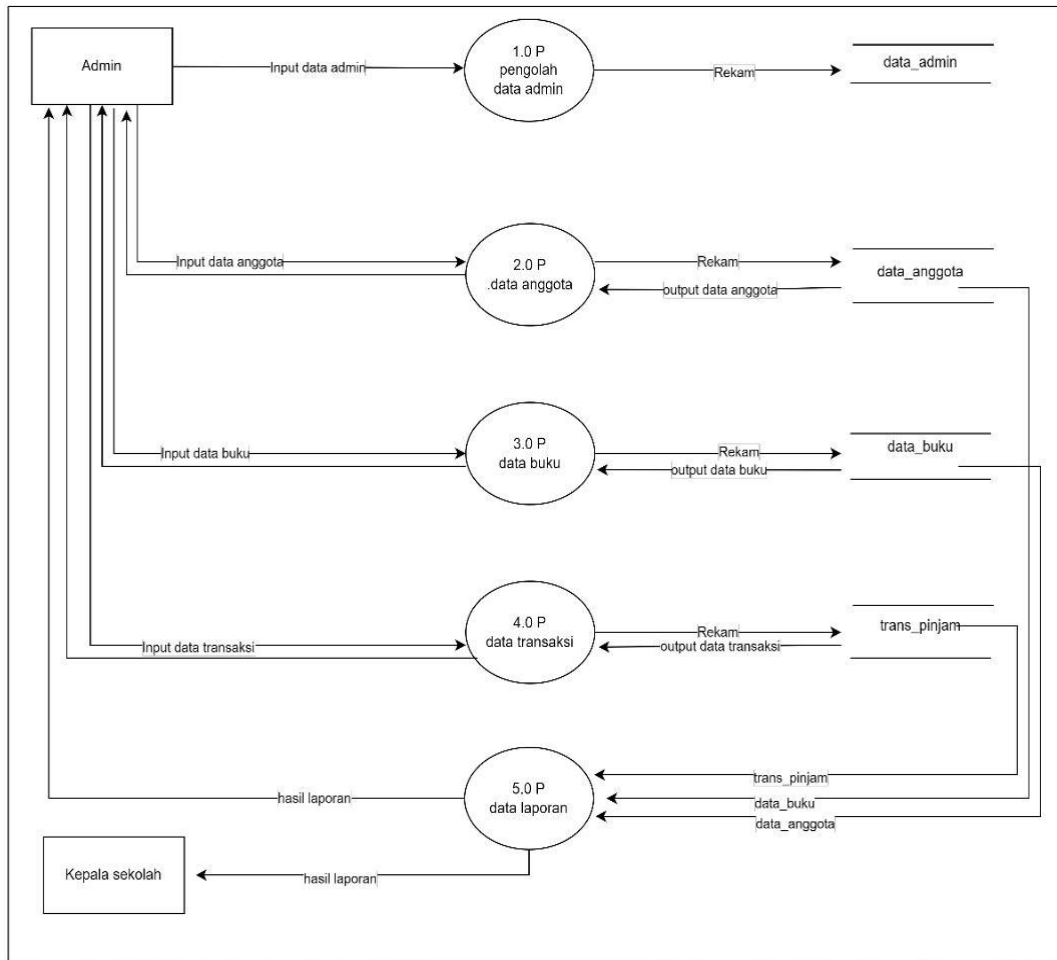 Admin
Input data admin
1.0 P
pengolah
data admin
Rekam
data_admin
Input data anggota
2.0 P
.data anggota
Rekam
output data anggota
data_anggota
Input data buku
3.0 P
data buku
Rekam
output data buku
data_buku
Input data transaksi
4.0 P
data transaksi
Rekam
output data transaksi
trans_pinjam
hasil laporan
5.0 P
data laporan
trans_pinjam
data_buku
data_anggota
Kepala sekolah
hasil laporan